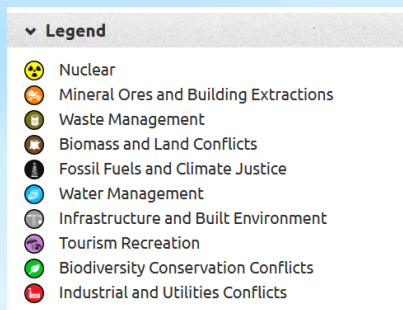 Legend
Nuclear
Mineral Ores and Building Extractions
Waste Management
Biomass and Land Conflicts
Fossil Fuels and Climate Justice
Water Management
Infrastructure and Built Environment
Tourism Recreation
Biodiversity Conservation Conflicts
Industrial and Utilities Conflicts